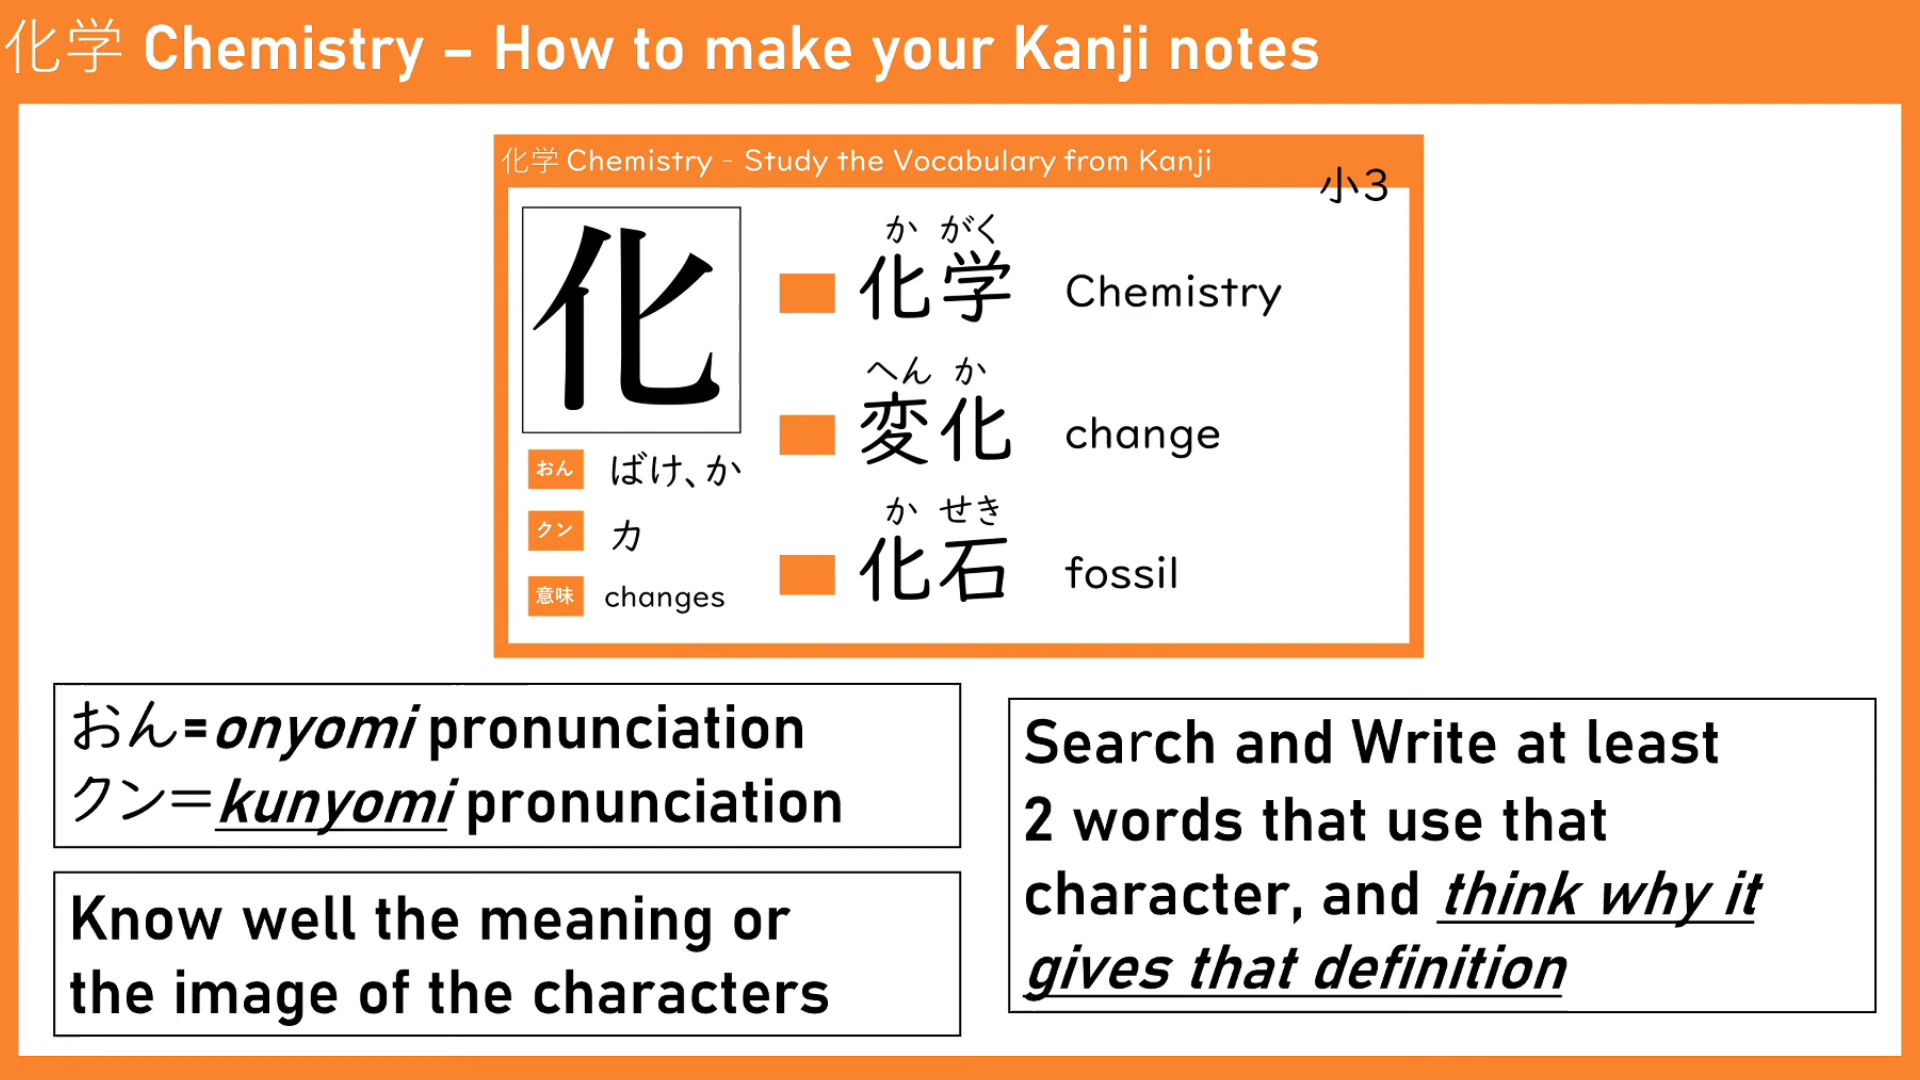 化学 Chemistry – How to make your Kanji notes
化学 Chemistry - Study the Vocabulary from Kanji
小3
化
おん ばけ、か
クン カ
意味 changes
か がく
化学 Chemistry
へん か
変化 change
か せき
化石 fossil
おん=onyomi pronunciation
クン＝kunyomi pronunciation
Know well the meaning or
the image of the characters
Search and Write at least
2 words that use that
character, and think why it
gives that definition